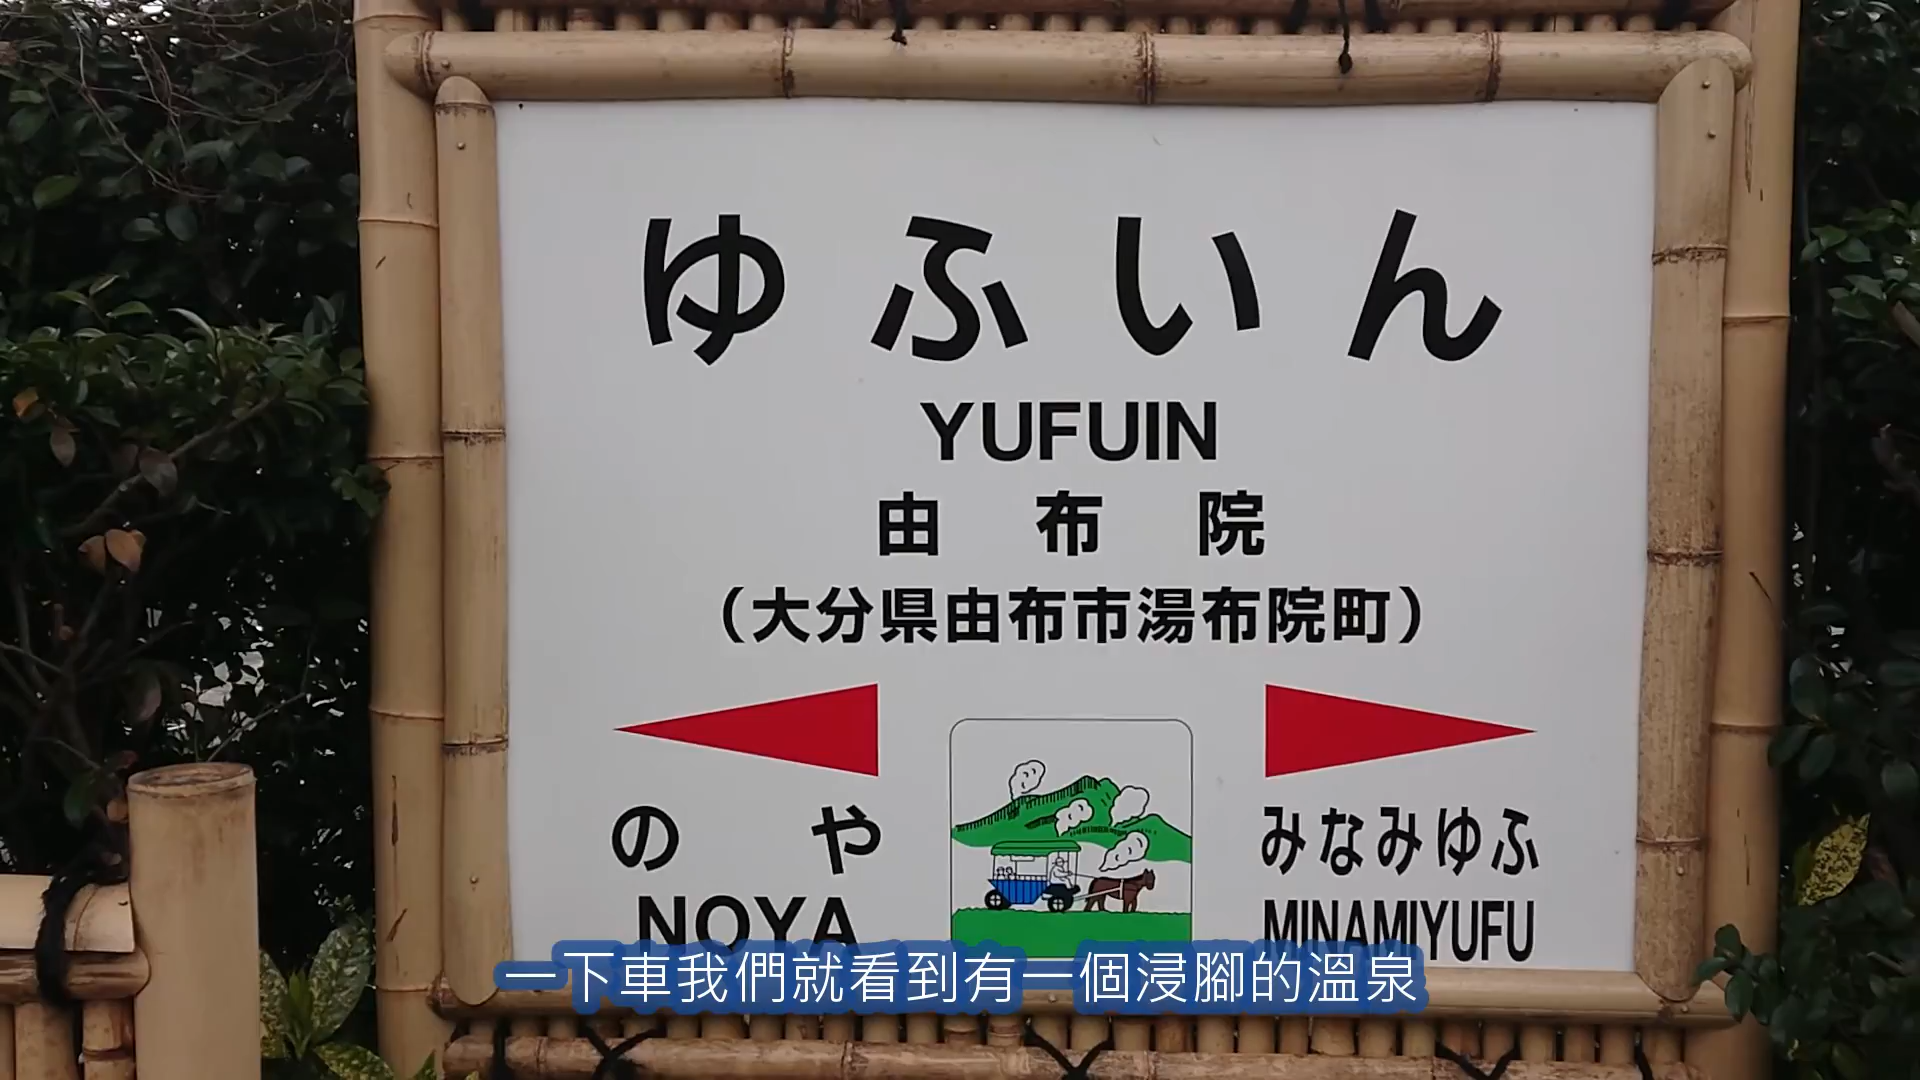 ゆふいん
YUFUIN
由布院
（大分県由布市湯布院町）
のや みなみゆふ
NOYA MINAMIYUFU
一下車我們就看到有一個浸腳的溫泉